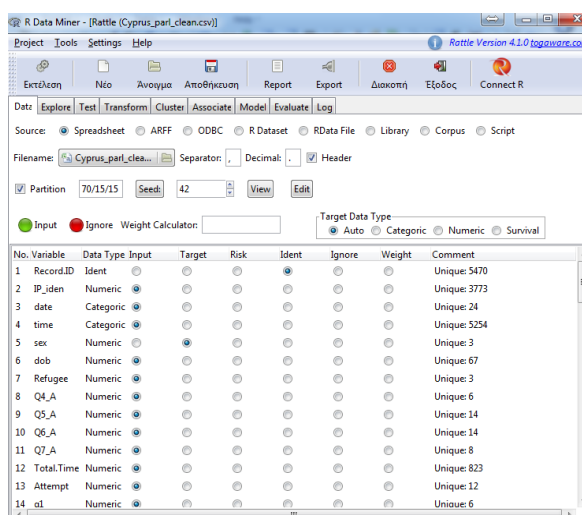 R Data Miner - [Rattle (Cyprus_parl_clean.csv)]
Project Tools Settings Help Rattle Version 4.1.0 togaware.co
Εκτέλεση Νέο Άνοιγμα Αποθήκευση Report Export Διακοπή Έξοδος Connect R
Data Explore Test Transform Cluster Associate Model Evaluate Log
Source: Spreadsheet ARFF ODBC R Dataset RData File Library Corpus Script
Filename: Cyprus_parl_clea... Separator: , Decimal: . Header
Partition 70/15/15 Seed: 42 View Edit
Target Data Type
Input Ignore Weight Calculator: Auto Categoric Numeric Survival
No. Variable Data Type Input Target Risk Ident Ignore Weight Comment
1 Record.ID Ident Unique: 5470
2 IP_iden Numeric Unique: 3773
3 date Categoric Unique: 24
4 time Categoric Unique: 5254
5 sex Numeric Unique: 3
6 dob Numeric Unique: 67
7 Refugee Numeric Unique: 3
8 Q4_A Numeric Unique: 6
9 Q5_A Numeric Unique: 14
10 Q6_A Numeric Unique: 14
11 Q7_A Numeric Unique: 8
12 Total.Time Numeric Unique: 823
13 Attempt Numeric Unique: 12
14 q1 Numeric Unique: 6